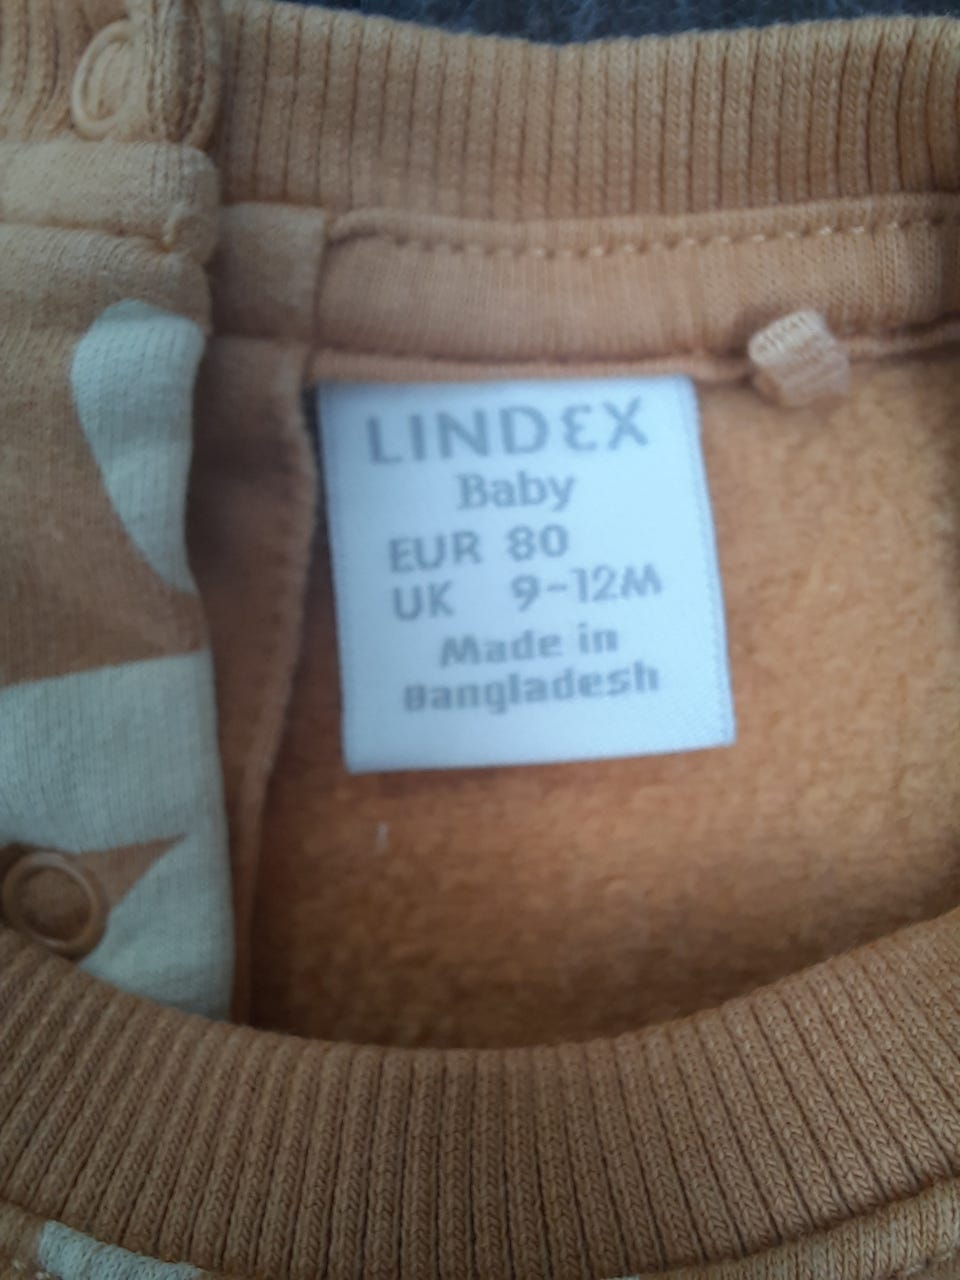 LINDEX
Baby
EUR 80
UK 9-12M
Made in
Bangladesh